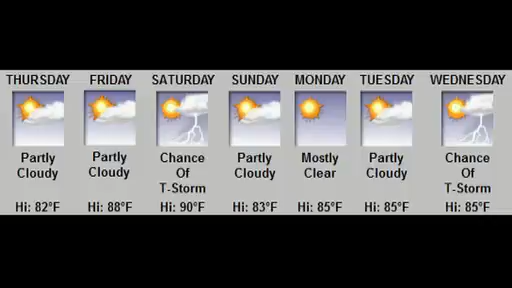 THURSDAY FRIDAY SATURDAY SUNDAY MONDAY TUESDAY WEDNESDAY
Partly Cloudy
Partly Cloudy
Chance Of T-Storm
Partly Cloudy
Mostly Clear
Partly Cloudy
Chance Of T-Storm
Hi: 82°F Hi: 88°F Hi: 90°F Hi: 83°F Hi: 85°F Hi: 85°F Hi: 85°F